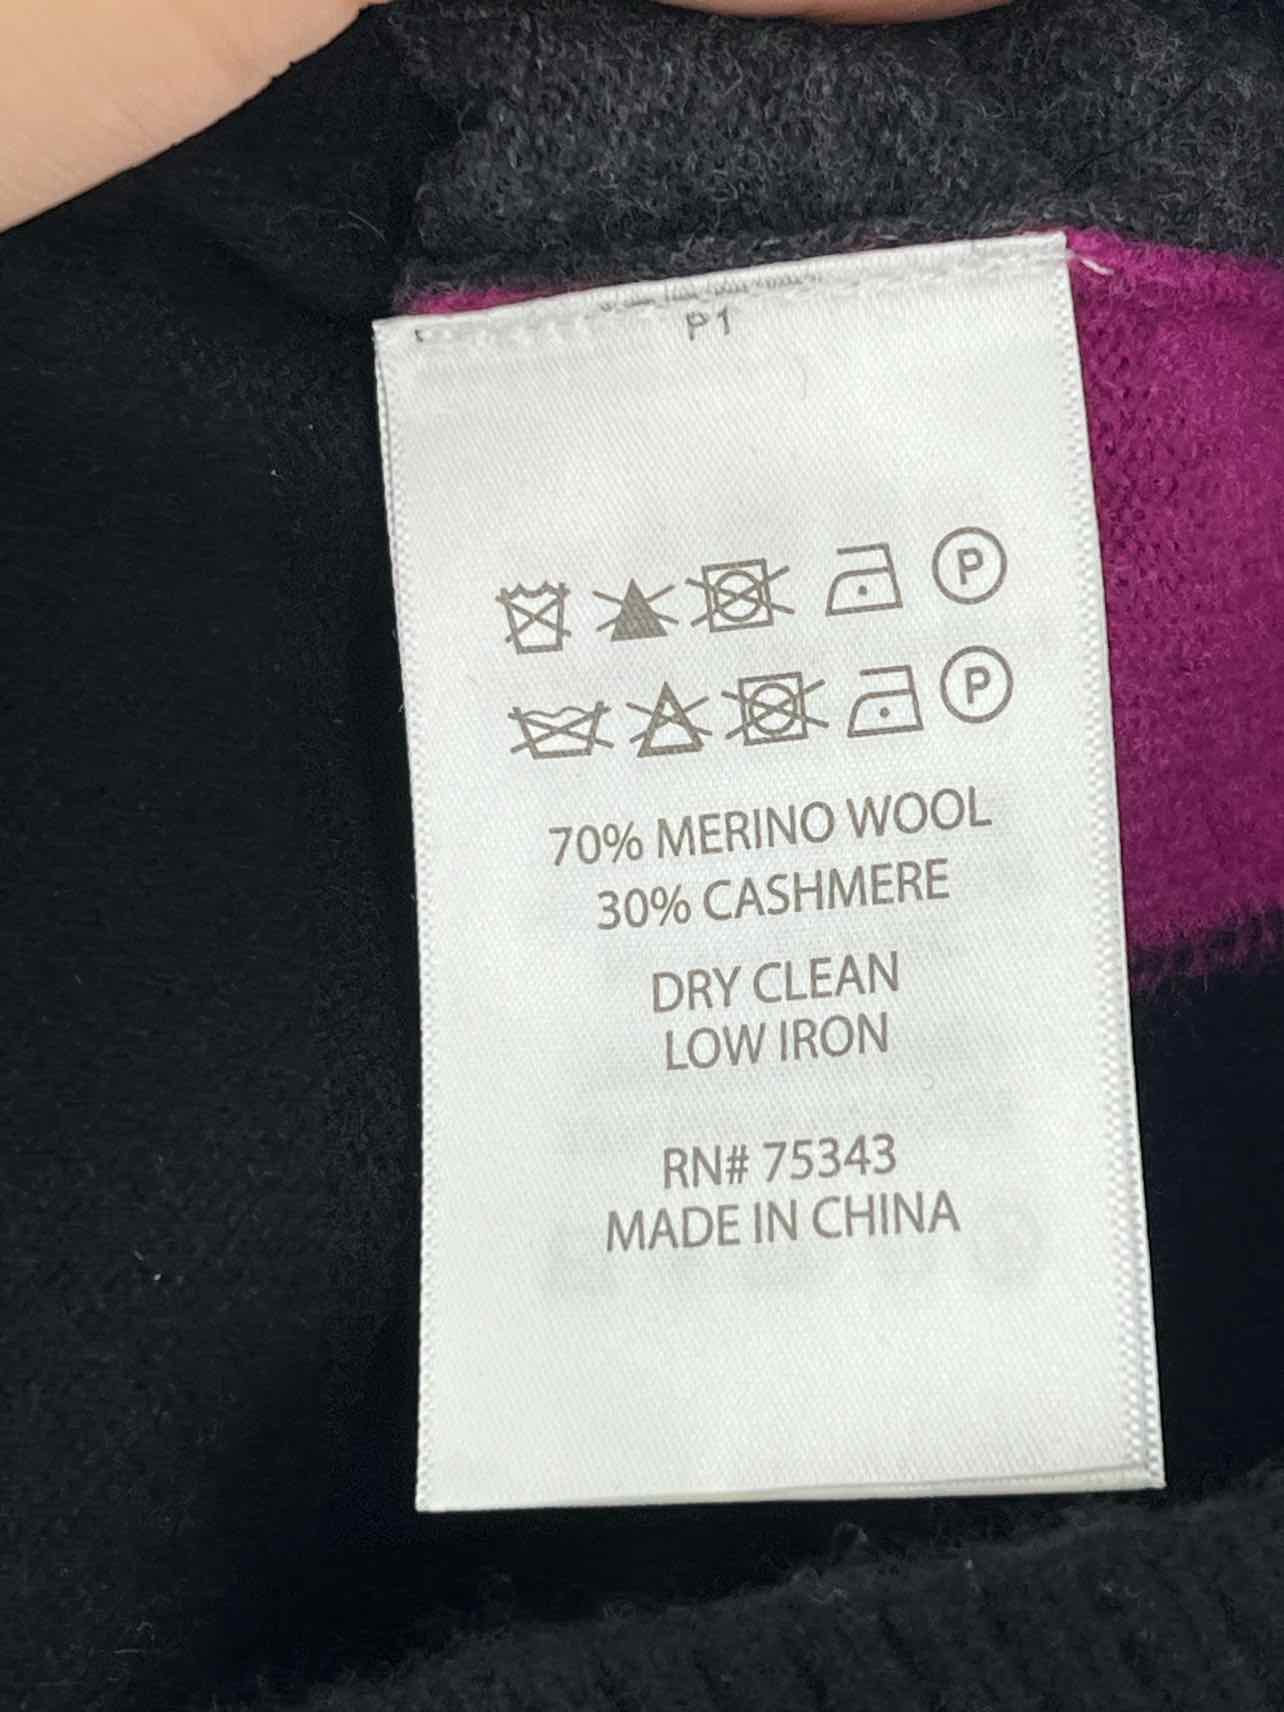 P1
P
P
70% MERINO WOOL
30% CASHMERE
DRY CLEAN
LOW IRON
RN# 75343
MADE IN CHINA